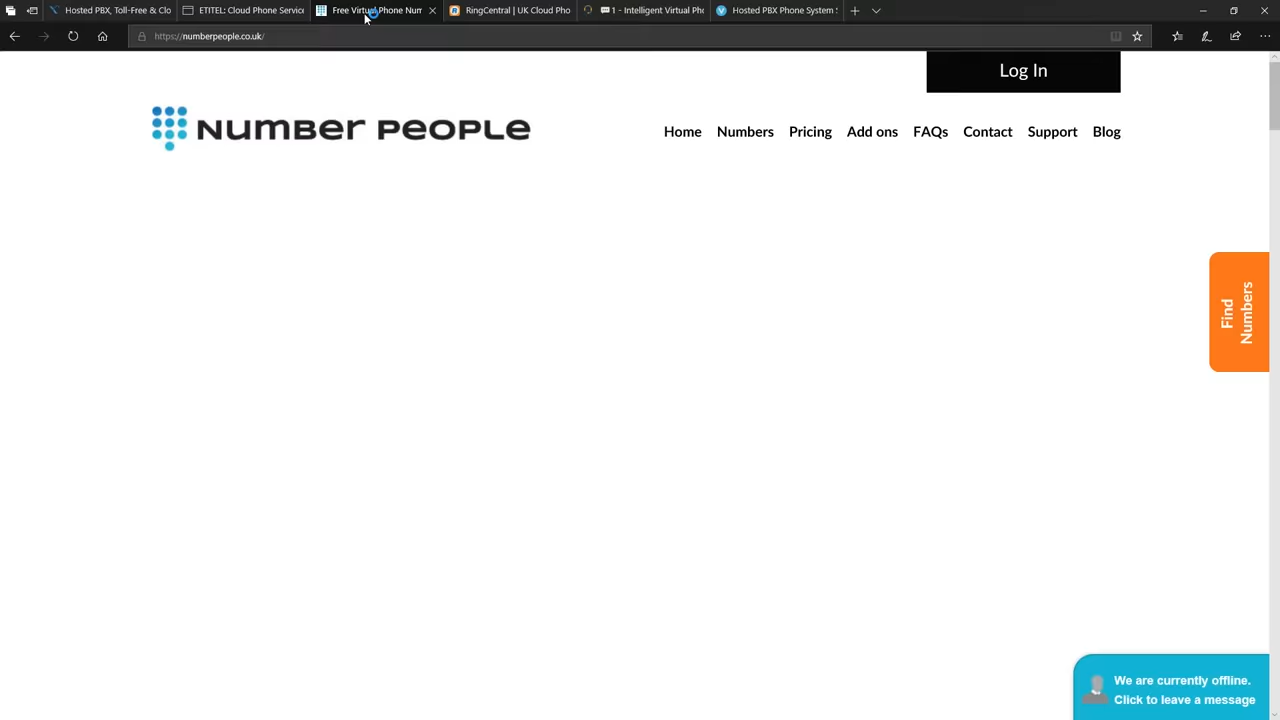 Hosted PBX, Toll-Free & Clo
ETITEL: Cloud Phone Service
Free Virtual Phone Num
RingCentral | UK Cloud Pho
1 - Intelligent Virtual Pho
Hosted PBX Phone System S
https://numberpeople.co.uk/
Log In
NUMBER PEOPLE
Home Numbers Pricing Add ons FAQs Contact Support Blog
Find
Numbers
We are currently offline.
Click to leave a message